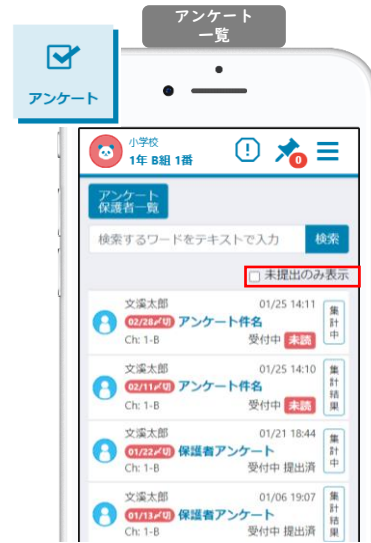 アンケート
一覧
アンケート
小学校
1年 B組 1番
0
アンケート
保護者一覧
検索するワードをテキストで入力
検索
未提出のみ表示
文溪太郎 01/25 14:11
02/28〆切 アンケート件名
Ch: 1-B 受付中 未読
集計中
文溪太郎 01/25 14:10
02/11〆切 アンケート件名
Ch: 1-B 受付中 未読
集計結果
文溪太郎 01/21 18:44
01/22〆切 保護者アンケート
Ch: 1-B 受付中 提出済
集計中
文溪太郎 01/06 19:07
01/13〆切 保護者アンケート
Ch: 1-B 受付中 提出済
集計結果